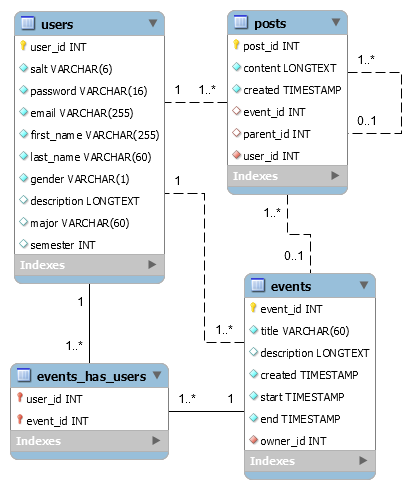 users
user_id INT
salt VARCHAR(6)
password VARCHAR(16)
email VARCHAR(255)
first_name VARCHAR(255)
last_name VARCHAR(60)
gender VARCHAR(1)
description LONGTEXT
major VARCHAR(60)
semester INT
Indexes
posts
post_id INT
content LONGTEXT
created TIMESTAMP
event_id INT
parent_id INT
user_id INT
Indexes
1
1..*
1..*
0..1
1
1..*
1..*
0..1
1
1..*
events_has_users
user_id INT
event_id INT
Indexes
1..*
1
events
event_id INT
title VARCHAR(60)
description LONGTEXT
created TIMESTAMP
start TIMESTAMP
end TIMESTAMP
owner_id INT
Indexes